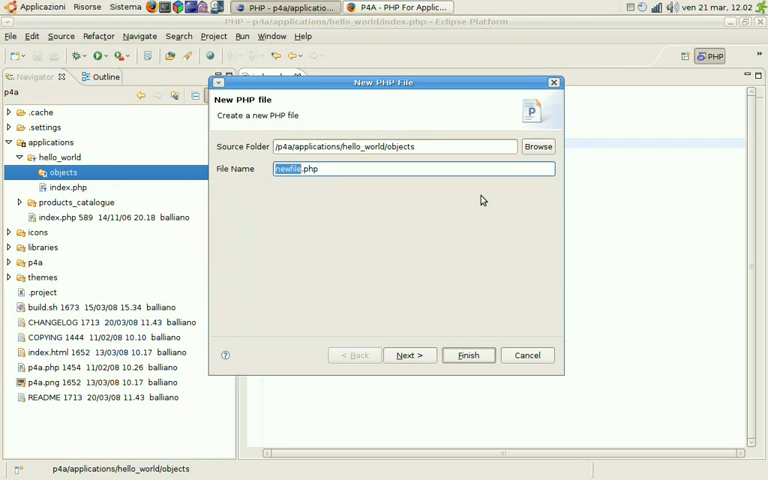 Applicazioni Risorse Sistema PHP - p4a/applicatio... P4A - PHP For Applic... ven 21 mar, 12.02
PHP - p4a/applications/hello_world/index.php - Eclipse Platform
File Edit Source Refactor Navigate Search Project Run Window Help
PHP
Navigator Outline
p4a
.cache
.settings
applications
hello_world
objects
index.php
products_catalogue
index.php 589 14/11/06 20.18 balliano
icons
libraries
p4a
themes
.project
build.sh 1673 15/03/08 15.34 balliano
CHANGELOG 1713 20/03/08 11.43 balliano
COPYING 1444 11/02/08 10.10 balliano
index.html 1652 13/03/08 10.17 balliano
p4a.php 1454 11/02/08 10.26 balliano
p4a.png 1652 13/03/08 10.17 balliano
README 1713 20/03/08 11.43 balliano
New PHP File
New PHP file
Create a new PHP file
P
Source Folder /p4a/applications/hello_world/objects Browse
File Name newfile.php
? < Back Next > Finish Cancel
p4a/applications/hello_world/objects